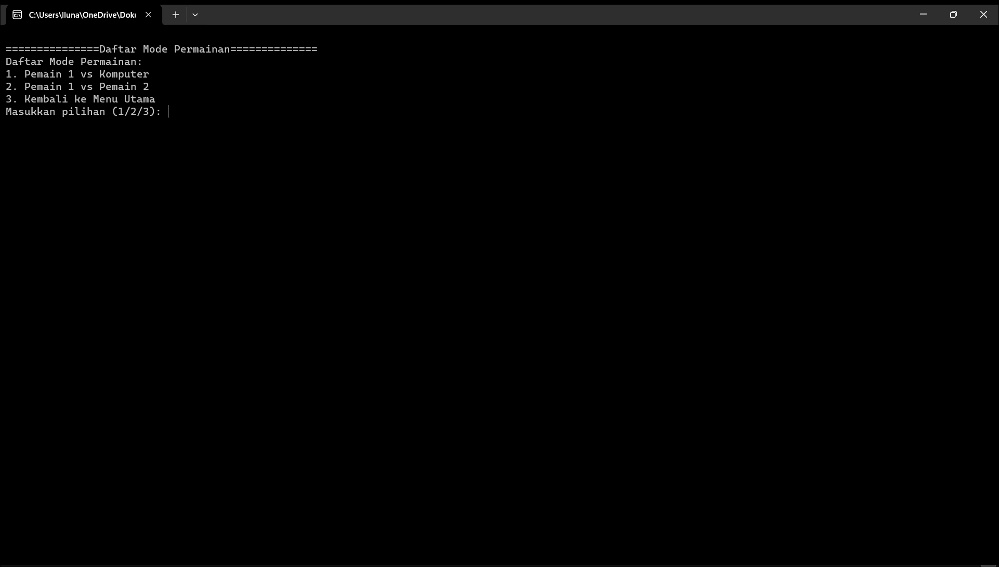 C:\Users\lluna\OneDrive\Doku
===============Daftar Mode Permainan==============
Daftar Mode Permainan:
1. Pemain 1 vs Komputer
2. Pemain 1 vs Pemain 2
3. Kembali ke Menu Utama
Masukkan pilihan (1/2/3):